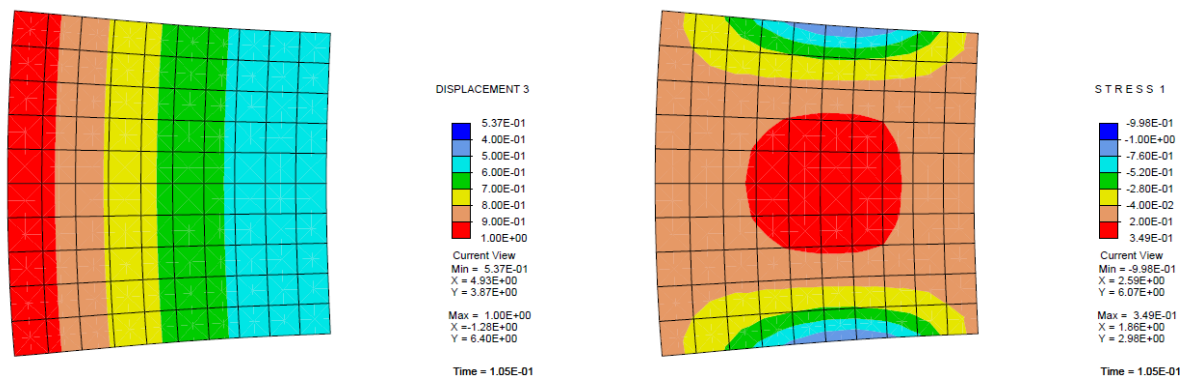 DISPLACEMENT 3
5.37E-01
4.00E-01
5.00E-01
6.00E-01
7.00E-01
8.00E-01
9.00E-01
1.00E+00
Current View
Min = 5.37E-01
X = 4.93E+00
Y = 3.87E+00
Max = 1.00E+00
X =-1.28E+00
Y = 6.40E+00
Time = 1.05E-01
S T R E S S 1
-9.98E-01
-1.00E+00
-7.60E-01
-5.20E-01
-2.80E-01
-4.00E-02
2.00E-01
3.49E-01
Current View
Min = -9.98E-01
X = 2.59E+00
Y = 6.07E+00
Max = 3.49E-01
X = 1.86E+00
Y = 2.98E+00
Time = 1.05E-01